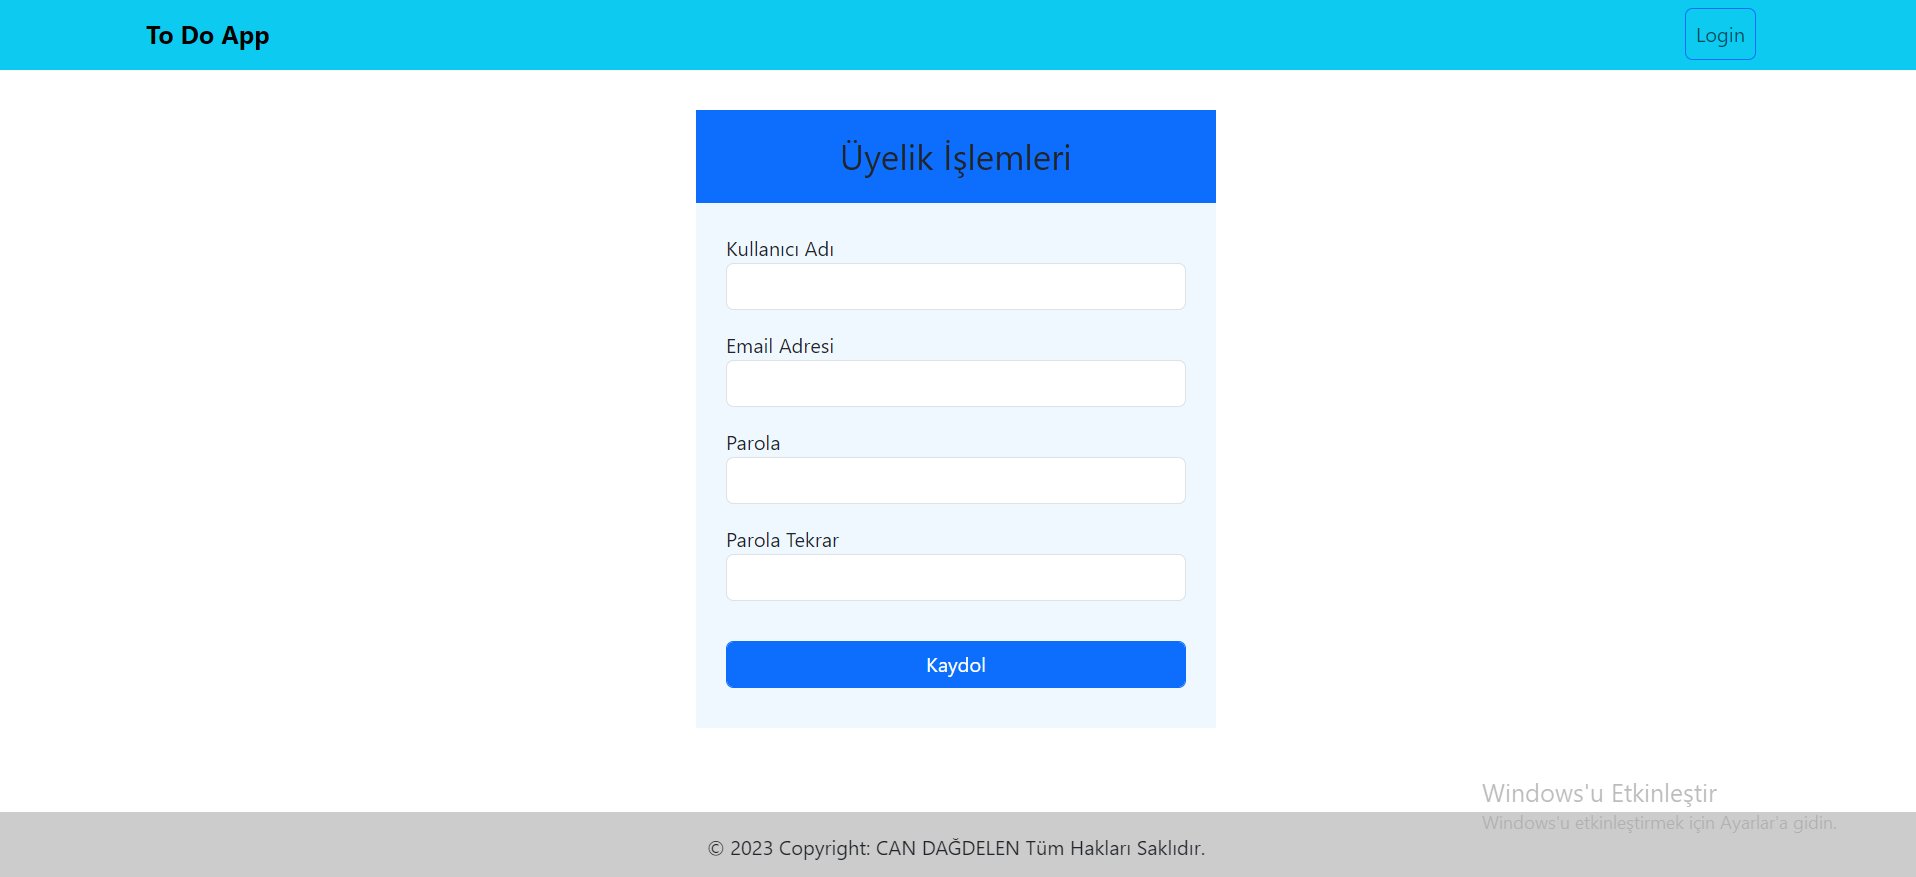 To Do App
Login
Üyelik İşlemleri
Kullanıcı Adı
Email Adresi
Parola
Parola Tekrar
Kaydol
Windows'u Etkinleştir
Windows'u etkinleştirmek için Ayarlar'a gidin.
© 2023 Copyright: CAN DAĞDELEN Tüm Hakları Saklıdır.